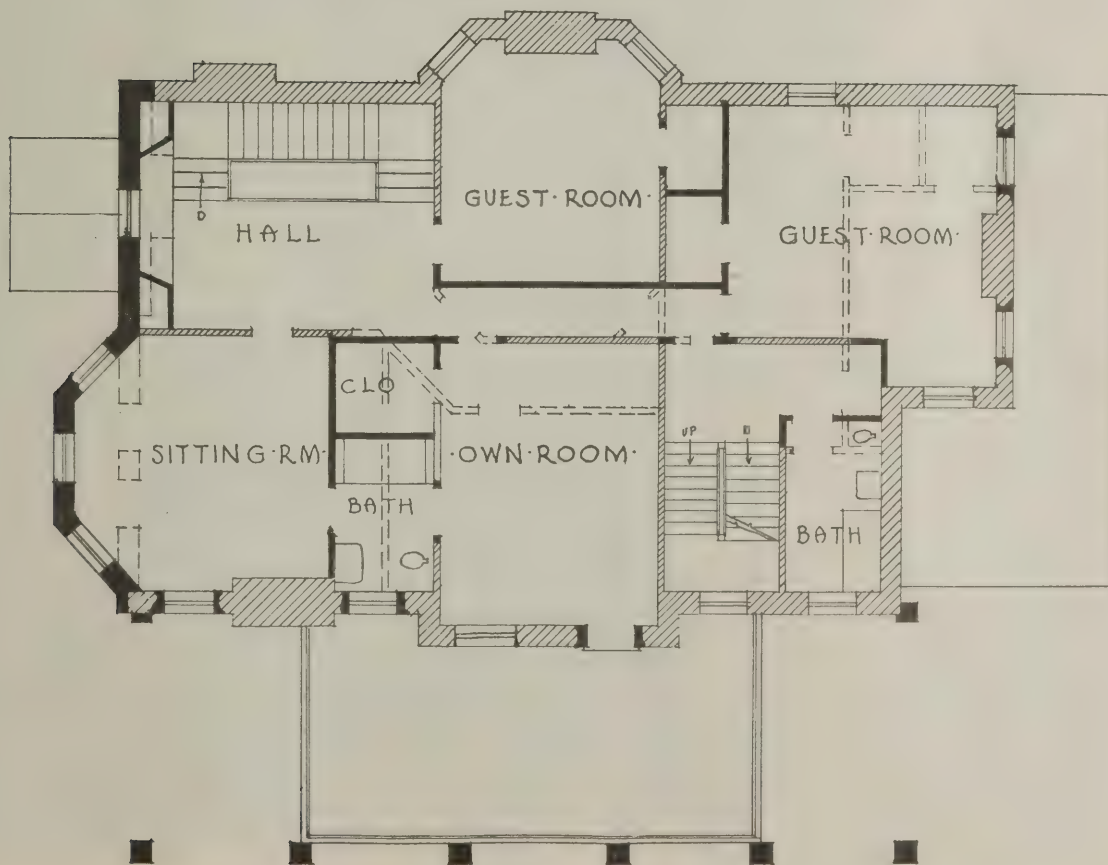 GUEST·ROOM·
D
HALL
GUEST·ROOM·
CLO
SITTING·RM·
·OWN·ROOM·
UP
D
BATH
BATH